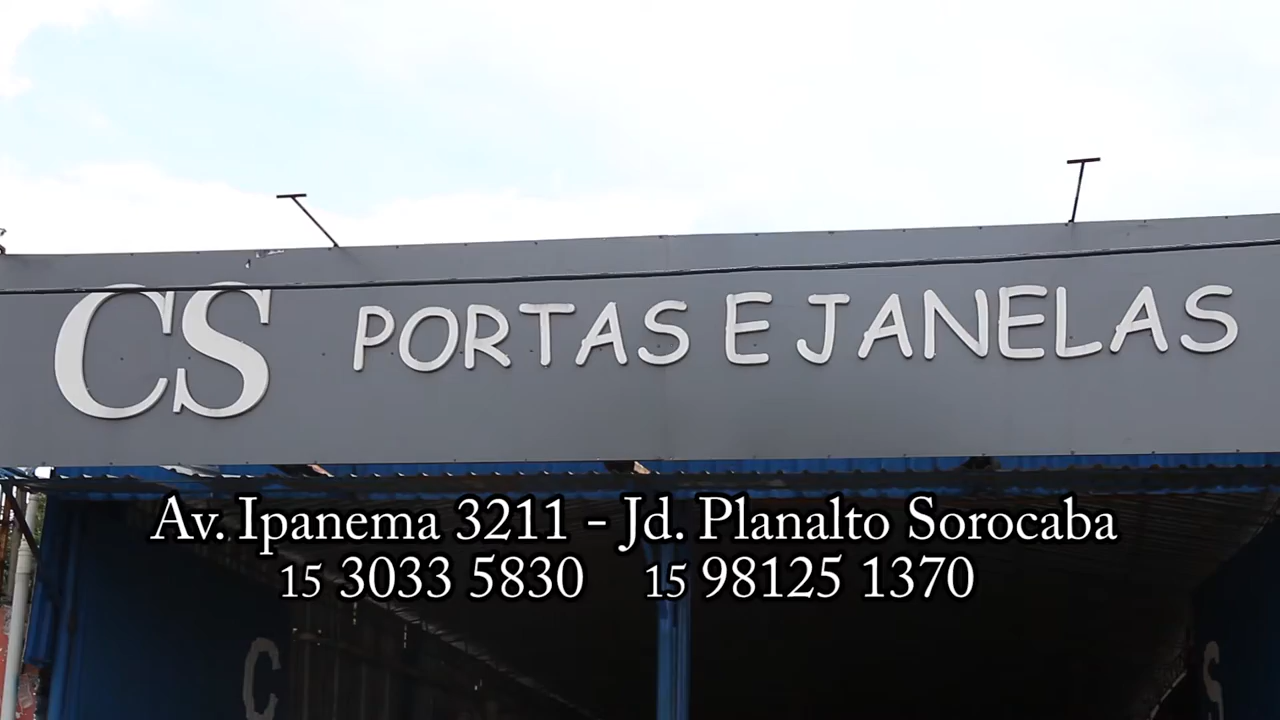 CS PORTAS E JANELAS
Av. Ipanema 3211 - Jd. Planalto Sorocaba
15 3033 5830 15 98125 1370
C
S